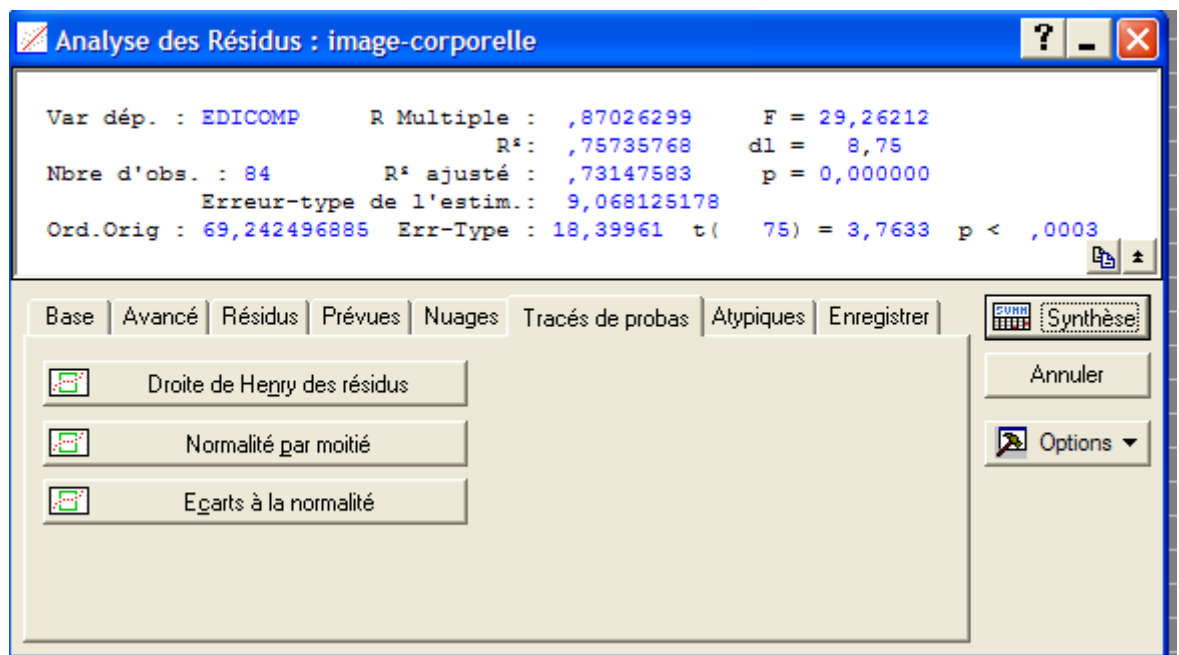 Analyse des Résidus : image-corporelle
Var dép. : EDICOMP R Multiple : ,87026299 F = 29,26212
R²: ,75735768 dl = 8,75
Nbre d'obs. : 84 R² ajusté : ,73147583 p = 0,000000
Erreur-type de l'estim.: 9,068125178
Ord.Orig : 69,242496885 Err-Type : 18,39961 t( 75) = 3,7633 p < ,0003
Base Avancé Résidus Prévues Nuages Tracés de probas Atypiques Enregistrer
SUMM Synthèse
Droite de Henry des résidus
Annuler
Normalité par moitié
Options
Ecarts à la normalité